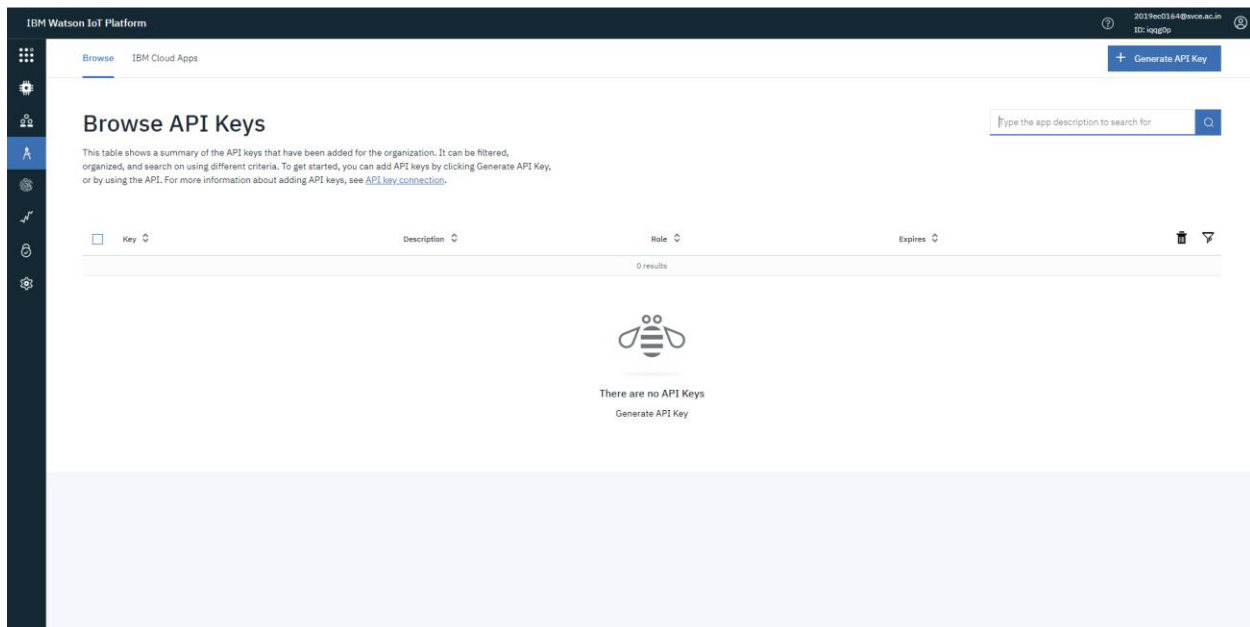 IBM Watson IoT Platform
2019ec0164@svce.ac.in
ID: iqqg0p
Browse IBM Cloud Apps
+ Generate API Key
Browse API Keys
Type the app description to search for
This table shows a summary of the API keys that have been added for the organization. It can be filtered,
organized, and search on using different criteria. To get started, you can add API keys by clicking Generate API Key,
or by using the API. For more information about adding API keys, see API key connection.
Key Description Role Expires
0 results
There are no API Keys
Generate API Key